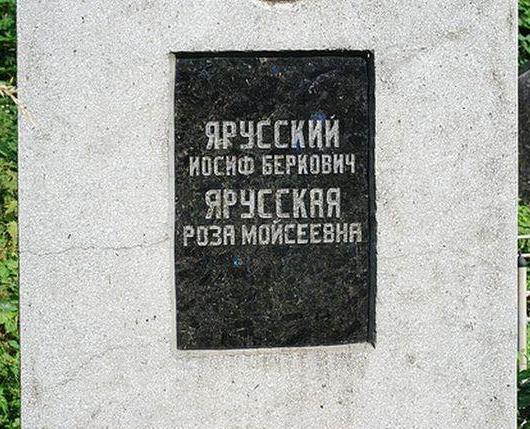 ЯРУССКИЙ
ИОСИФ БЕРКОВИЧ
ЯРУССКАЯ
РОЗА МОЙСЕЕВНА